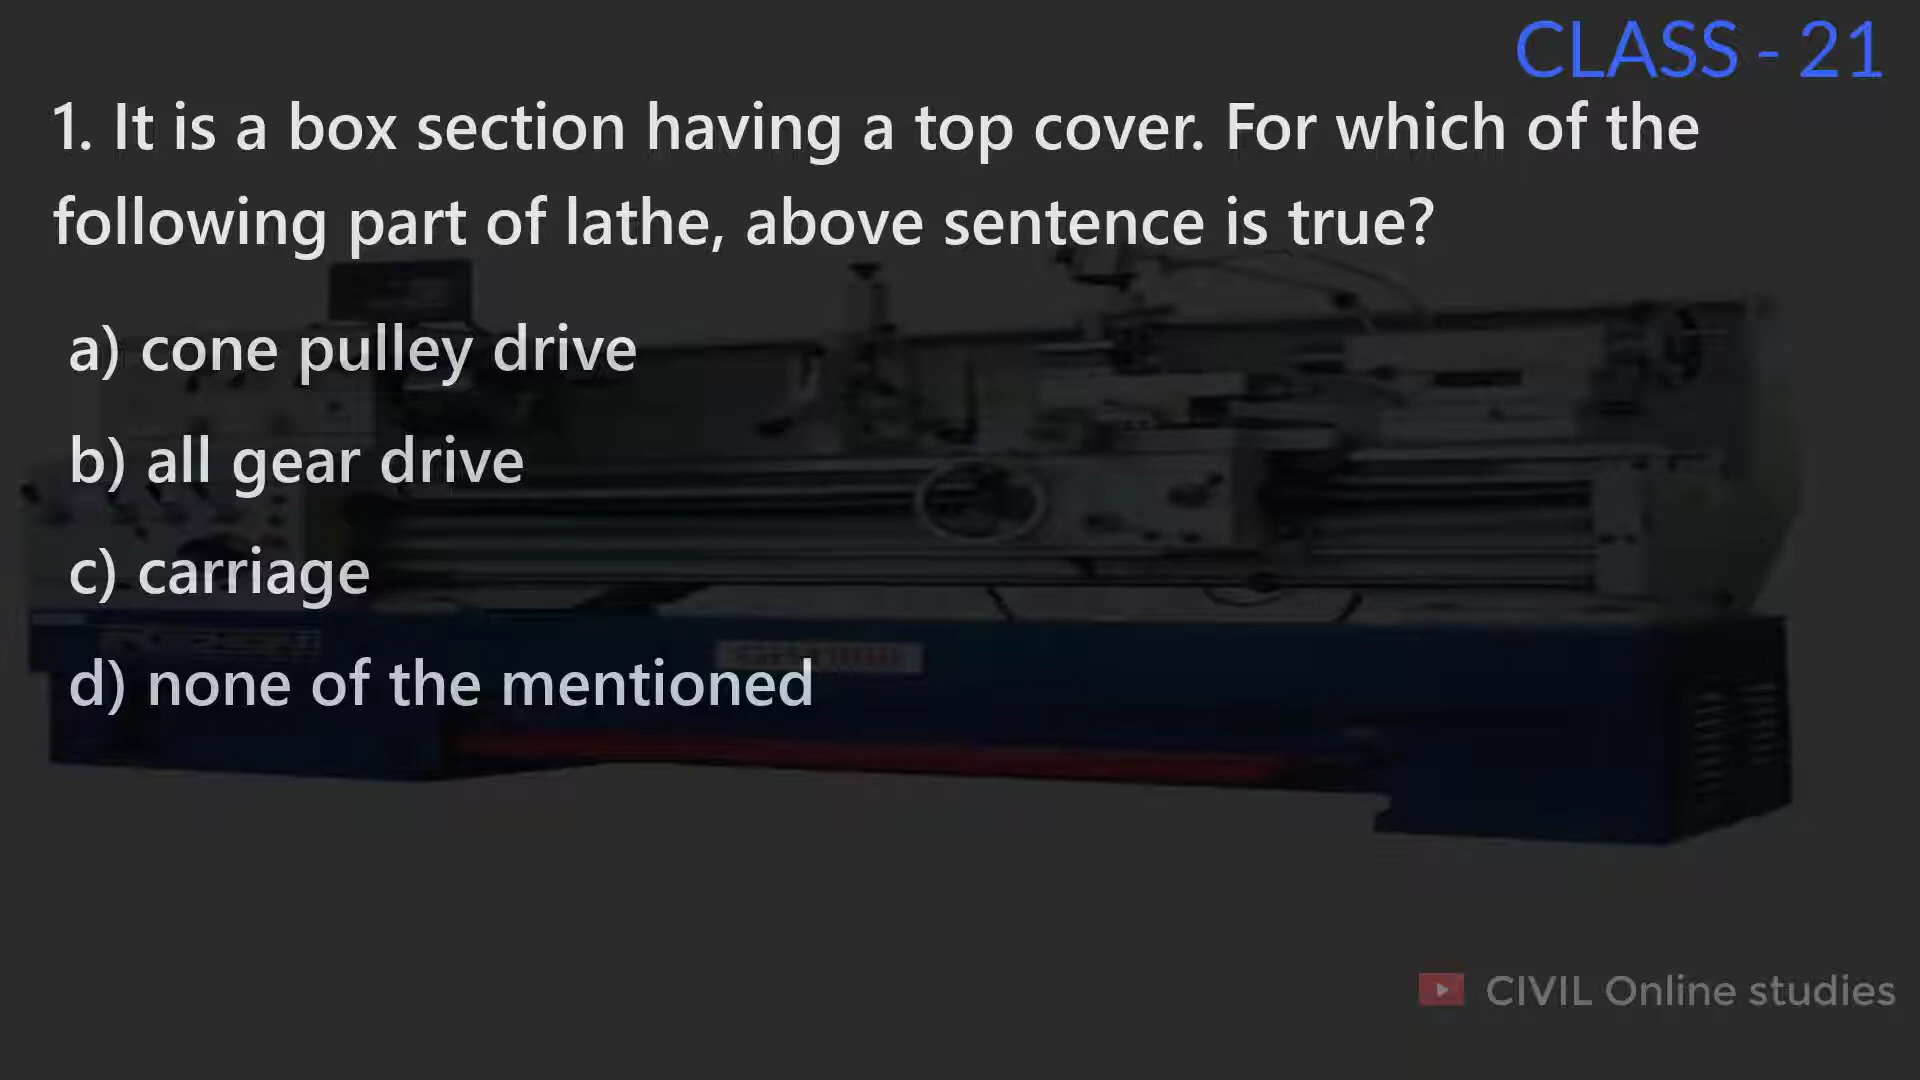 CLASS - 21
1. It is a box section having a top cover. For which of the
following part of lathe, above sentence is true?
a) cone pulley drive
b) all gear drive
c) carriage
d) none of the mentioned
CIVIL Online studies